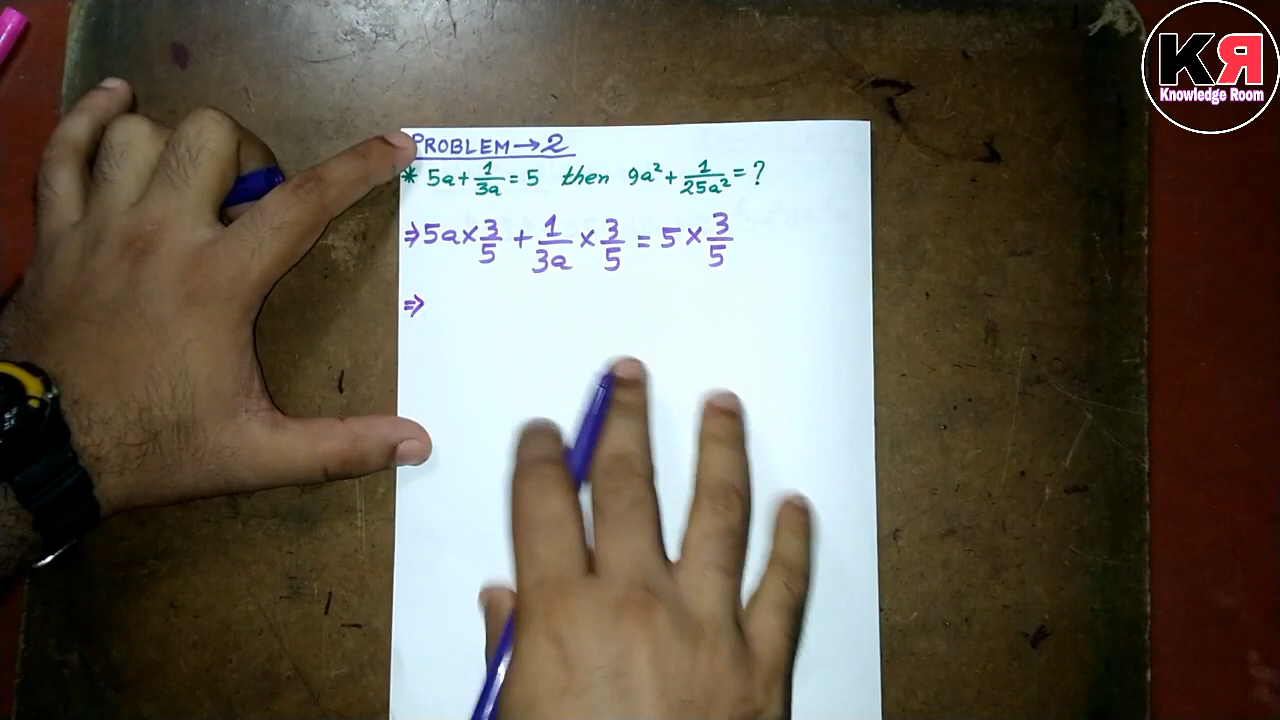 KЯ
Knowledge Room
PROBLEM→2
* 5a+1/3a=5 then 9a²+1/25a²=?
⇒5a×3/5+1/3a×3/5=5×3/5
⇒